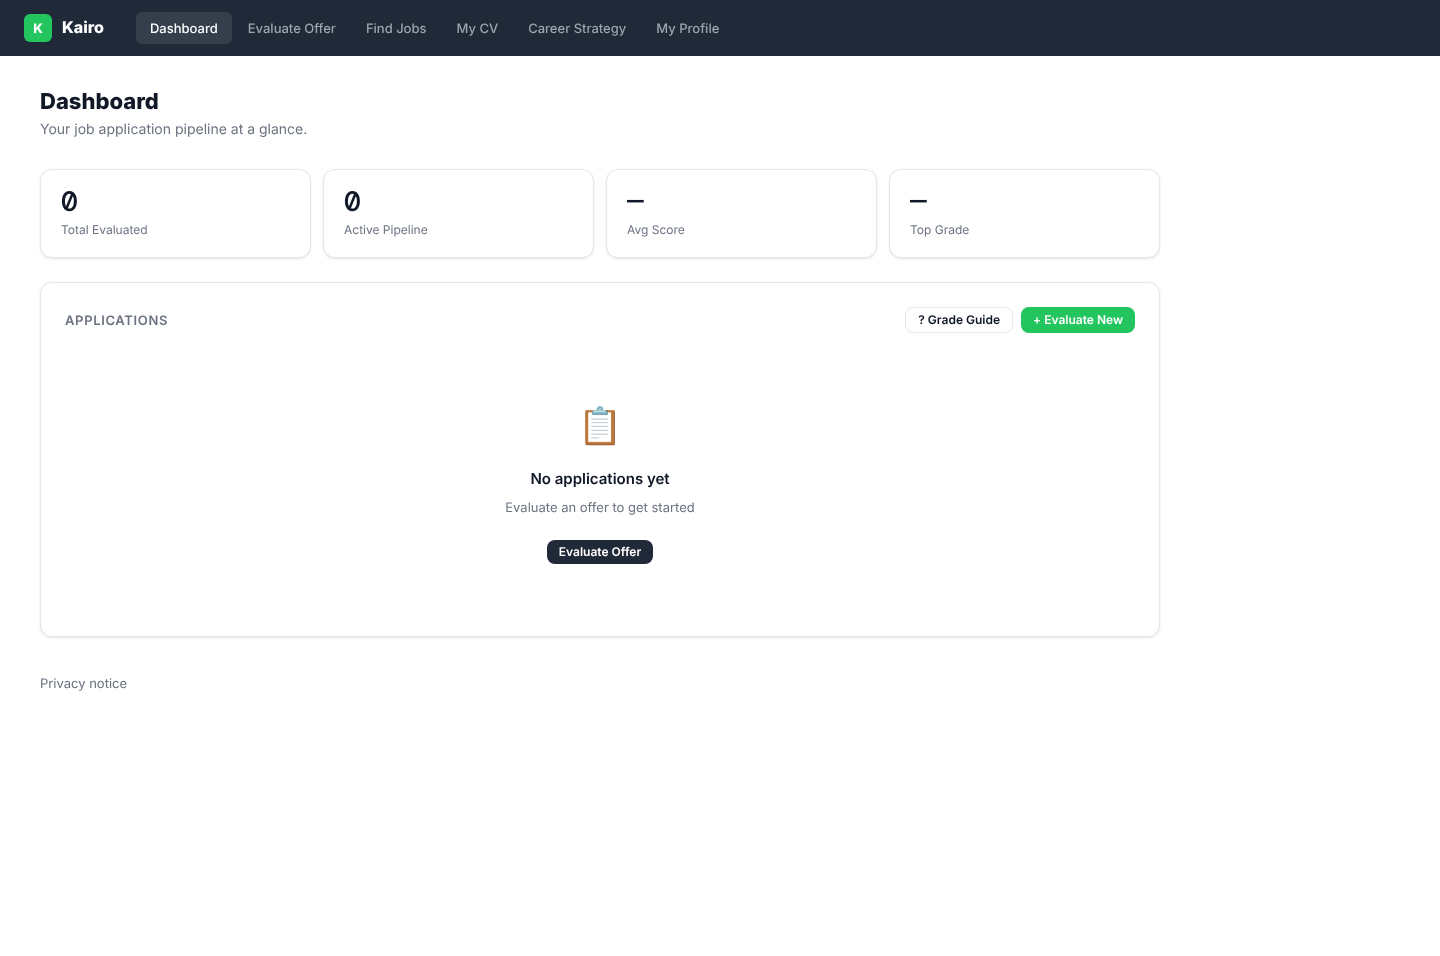 K Kairo Dashboard Evaluate Offer Find Jobs My CV Career Strategy My Profile
Dashboard
Your job application pipeline at a glance.
0 0 — —
Total Evaluated Active Pipeline Avg Score Top Grade
APPLICATIONS ? Grade Guide + Evaluate New
No applications yet
Evaluate an offer to get started
Evaluate Offer
Privacy notice